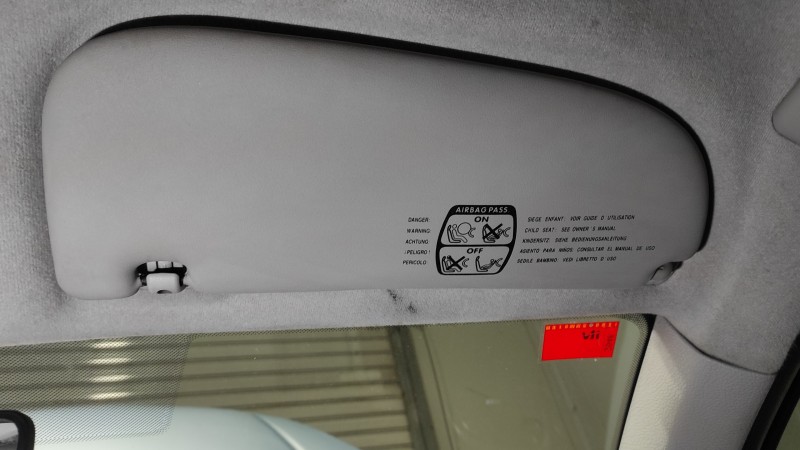 AIRBAG PASS
ON
OFF
DANGER: SIEGE ENFANT: VOIR GUIDE D UTILISATION
WARNING: CHILD SEAT: SEE OWNER S MANUAL
ACHTUNG: KINDERSITZ: SIEHE BEDIENUNGSANLEITUNG
¡PELIGRO! ASIENTO PARA NINOS CONSULTAR EL MANUAL DE USO
PERICOLO: SEDILE BAMBINO: VEDI LIBRETTO D USO